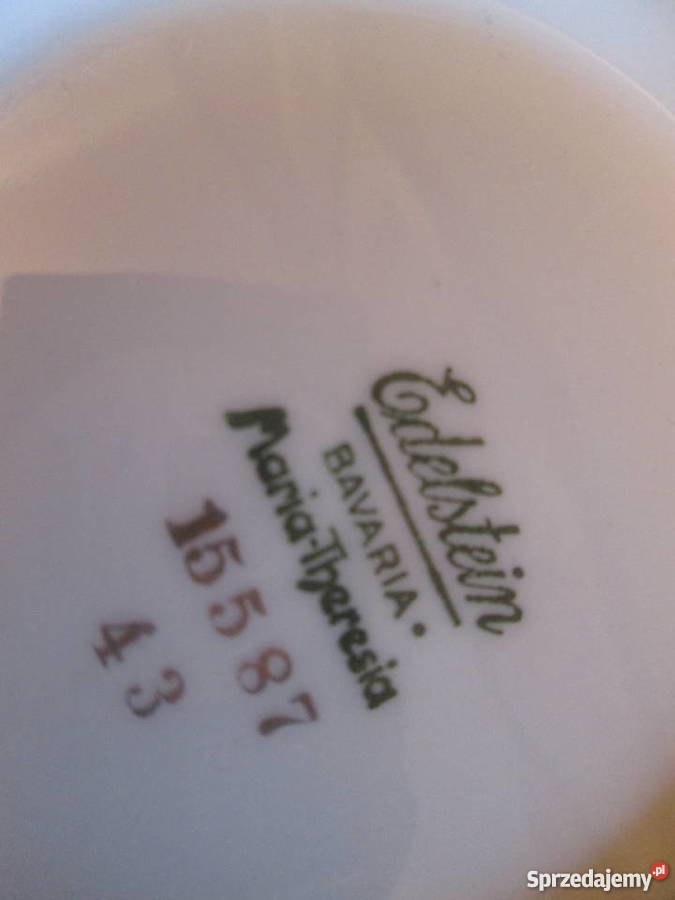 Edelstein
BAVARIA
Maria-Theresia
15587
43
Sprzedajemy.pl